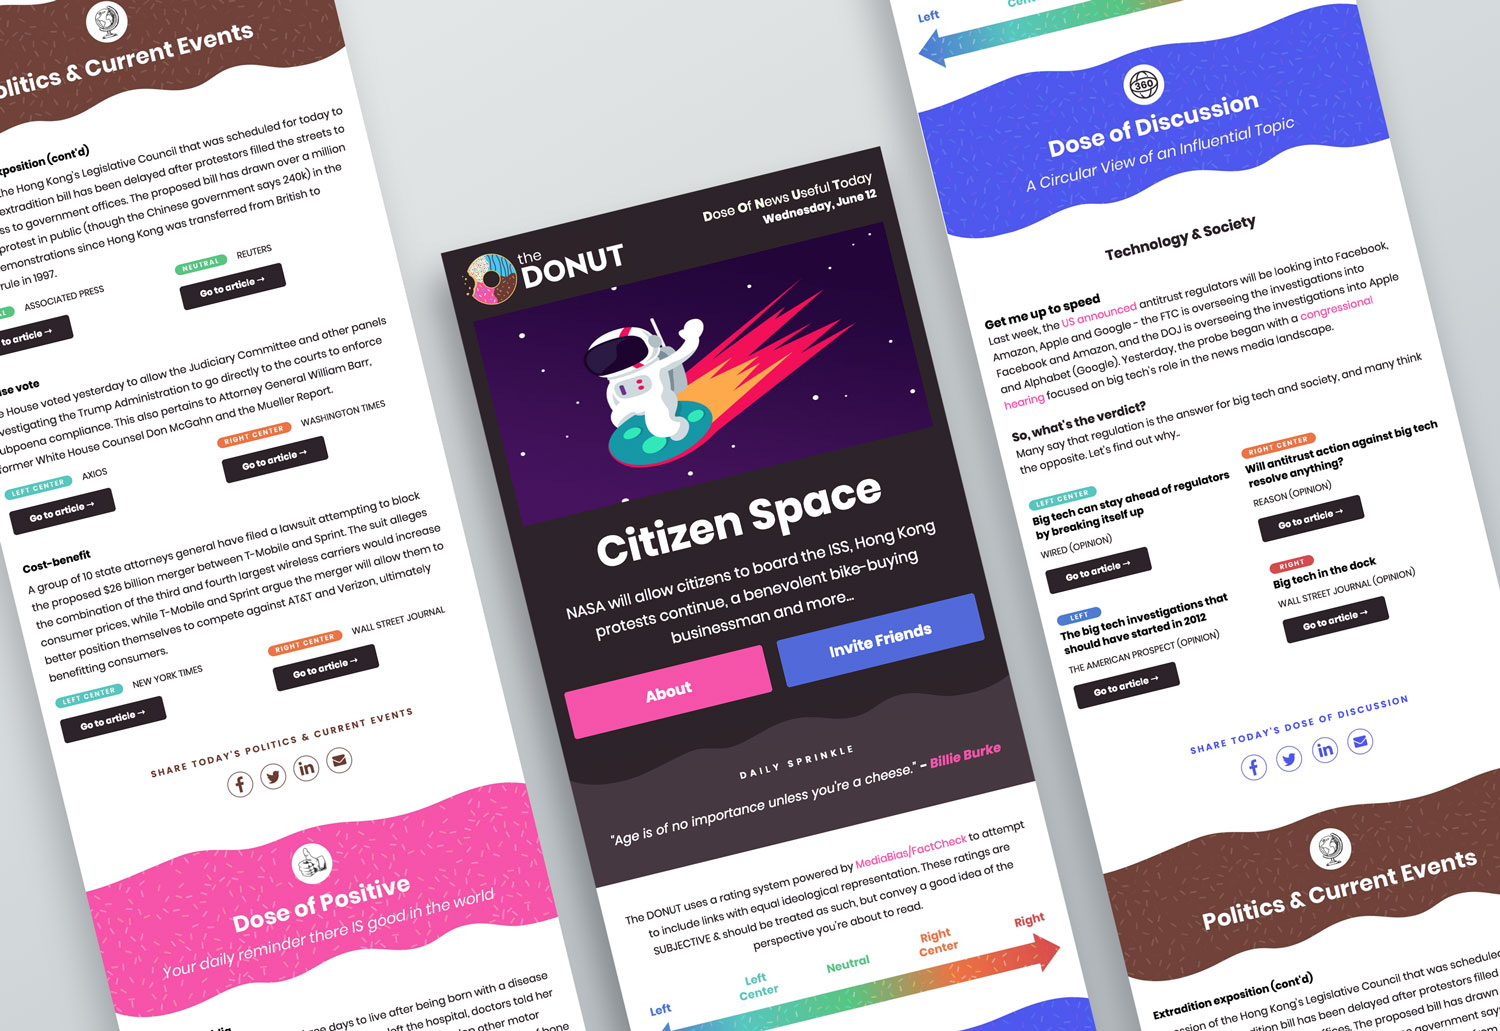 Politics & Current Events
exposition (cont'd)
the Hong Kong's Legislative Council that was scheduled for today to
extradition bill has been delayed after protestors filled the streets to
ss to government offices. The proposed bill has drawn over a million
protest in public (though the Chinese government says 240k) in the
emonstrations since Hong Kong was transferred from British to
rule in 1997.
NEUTRAL REUTERS
Go to article →
AL ASSOCIATED PRESS
to article →
se vote
e House voted yesterday to allow the Judiciary Committee and other panels
vestigating the Trump Administration to go directly to the courts to enforce
ubpoena compliance. This also pertains to Attorney General William Barr,
former White House Counsel Don McGahn and the Mueller Report.
RIGHT CENTER WASHINGTON TIMES
Go to article →
LEFT CENTER AXIOS
Go to article →
Cost-benefit
A group of 10 state attorneys general have filed a lawsuit attempting to block
the proposed $26 billion merger between T-Mobile and Sprint. The suit alleges
the combination of the third and fourth largest wireless carriers would increase
consumer prices, while T-Mobile and Sprint argue the merger will allow them to
better position themselves to compete against AT&T and Verizon, ultimately
benefitting consumers.
RIGHT CENTER WALL STREET JOURNAL
Go to article →
LEFT CENTER NEW YORK TIMES
Go to article →
SHARE TODAY'S POLITICS & CURRENT EVENTS
Dose of Positive
Your daily reminder there IS good in the world
ree days to live after being born with a disease
left the hospital, doctors told her
other motor
of bone
Dose Of News Useful Today
Wednesday, June 12
the
DONUT
Citizen Space
NASA will allow citizens to board the ISS, Hong Kong
protests continue, a benevolent bike-buying
businessman and more...
About
Invite Friends
DAILY SPRINKLE
"Age is of no importance unless you're a cheese." - Billie Burke
The DONUT uses a rating system powered by MediaBias/FactCheck to attempt
to include links with equal ideological representation. These ratings are
SUBJECTIVE & should be treated as such, but convey a good idea of the
perspective you're about to read.
Left
Left Center
Neutral
Right Center
Right
Left
Cent
360
Dose of Discussion
A Circular View of an Influential Topic
Technology & Society
Get me up to speed
Last week, the US announced antitrust regulators will be looking into Facebook,
Amazon, Apple and Google - the FTC is overseeing the investigations into
Facebook and Amazon, and the DOJ is overseeing the investigations into Apple
and Alphabet (Google). Yesterday, the probe began with a congressional
hearing focused on big tech's role in the news media landscape.
So, what's the verdict?
Many say that regulation is the answer for big tech and society, and many think
the opposite. Let's find out why..
LEFT CENTER
Big tech can stay ahead of regulators
by breaking itself up
WIRED (OPINION)
Go to article →
RIGHT CENTER
Will antitrust action against big tech
resolve anything?
REASON (OPINION)
Go to article →
LEFT
The big tech investigations that
should have started in 2012
THE AMERICAN PROSPECT (OPINION)
Go to article →
RIGHT
Big tech in the dock
WALL STREET JOURNAL (OPINION)
Go to article →
SHARE TODAY'S DOSE OF DISCUSSION
Politics & Current Events
Extradition exposition (cont'd)
ssion of the Hong Kong's Legislative Council that was scheduled
dition bill has been delayed after protestors filled
ces. The proposed bill has drawn
government say